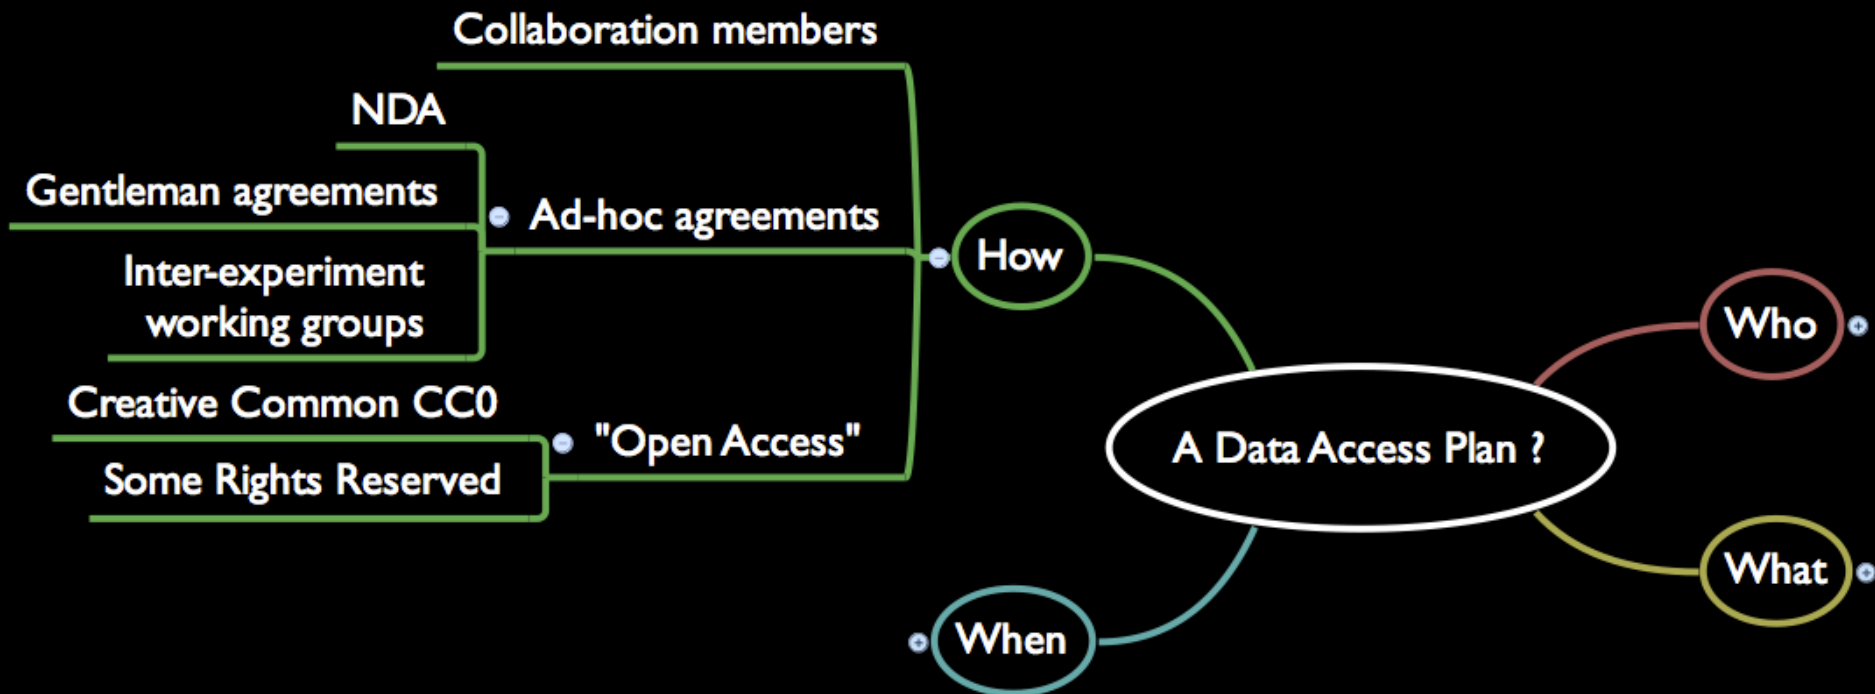 Collaboration members
NDA
Gentleman agreements
Ad-hoc agreements
Inter-experiment
working groups
Creative Common CC0
"Open Access"
Some Rights Reserved
How
Who
A Data Access Plan ?
What
When